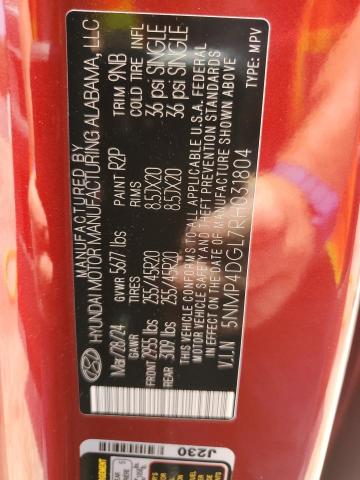 MANUFACTURED BY
HYUNDAI MOTOR MANUFACTURING ALABAMA, LLC
Mar/28/24 GVWR 5677 lbs PAINT R2P TRIM 9NB
TIRES RIMS COLD TIRE INFL
FRONT 2955 lbs 255/45R20 8.5JX20 36 psi SINGLE
REAR 3109 lbs 255/45R20 8.5JX20 36 psi SINGLE
THIS VEHICLE CONFORMS TO ALL APPLICABLE U.S.A. FEDERAL
MOTOR VEHICLE SAFETY AND THEFT PREVENTION STANDARDS
IN EFFECT ON THE DATE OF MANUFACTURE SHOWN ABOVE
V.I.N 5NMP4DGL7RH031804 TYPE: MPV
J230